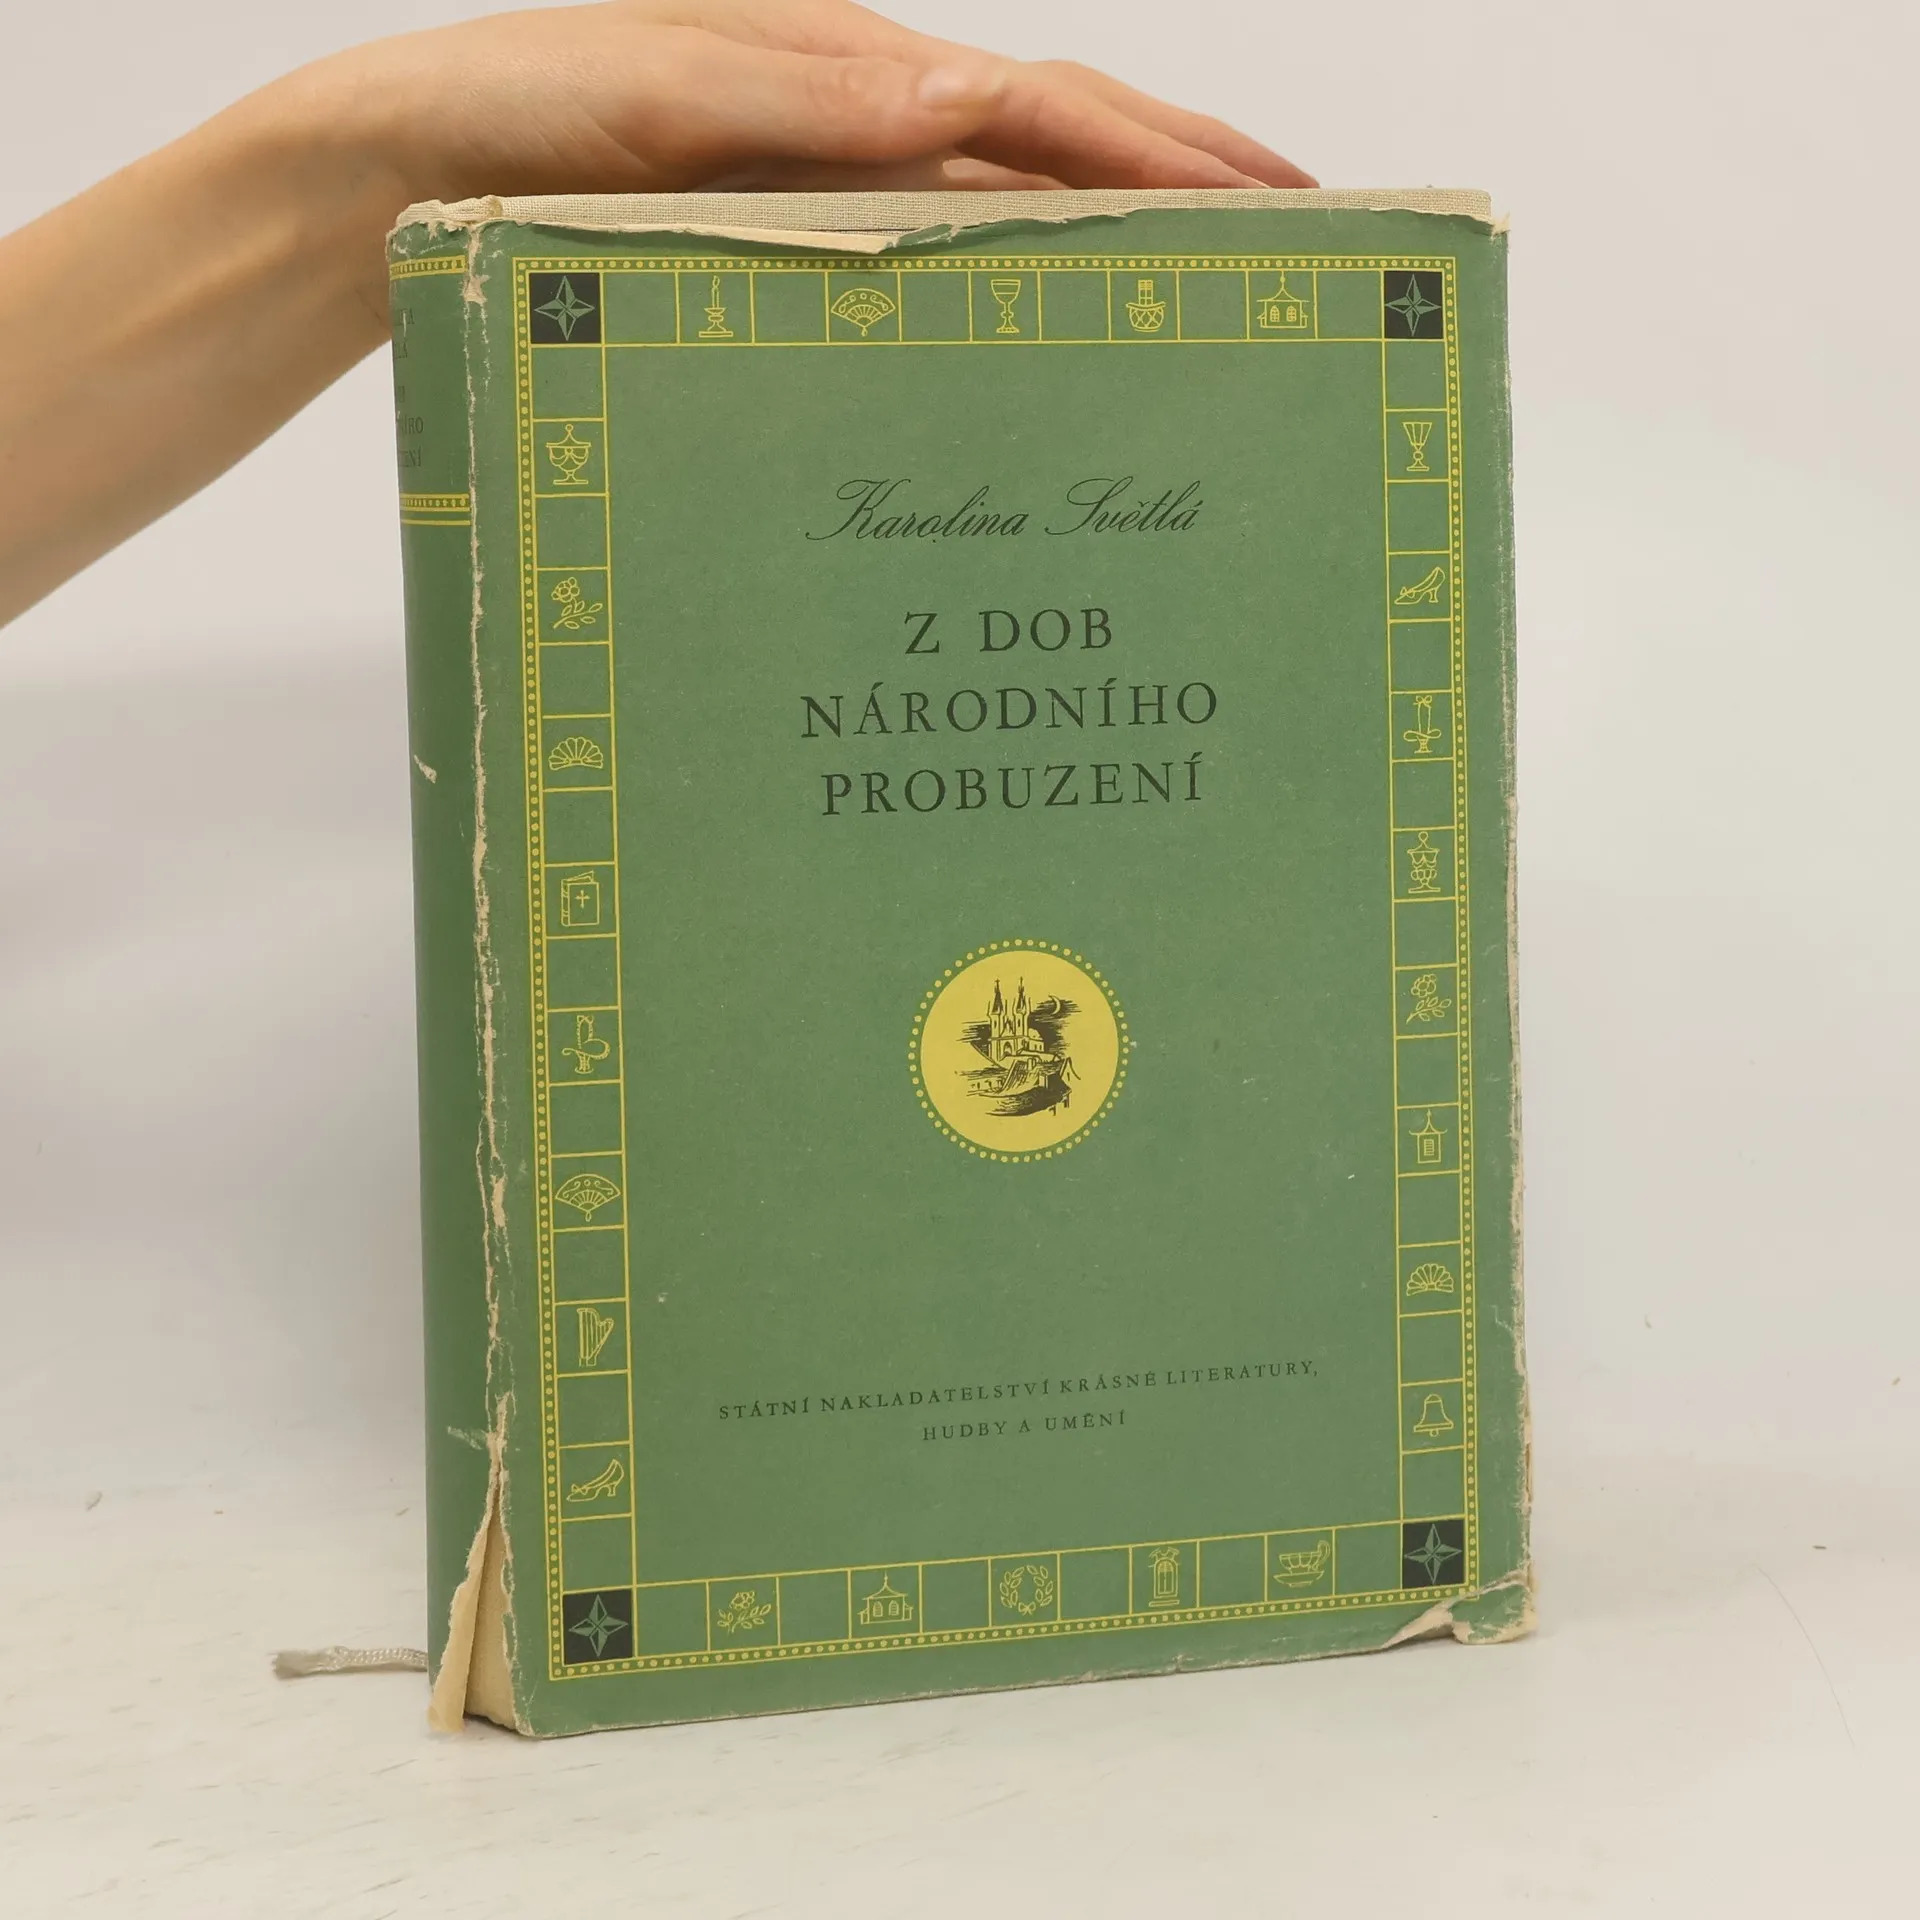 Karolina Světlá
Z DOB
NÁRODNÍHO
PROBUZENÍ
STÁTNÍ NAKLADATELSTVÍ KRÁSNÉ LITERATURY,
HUDBY A UMĚNÍ